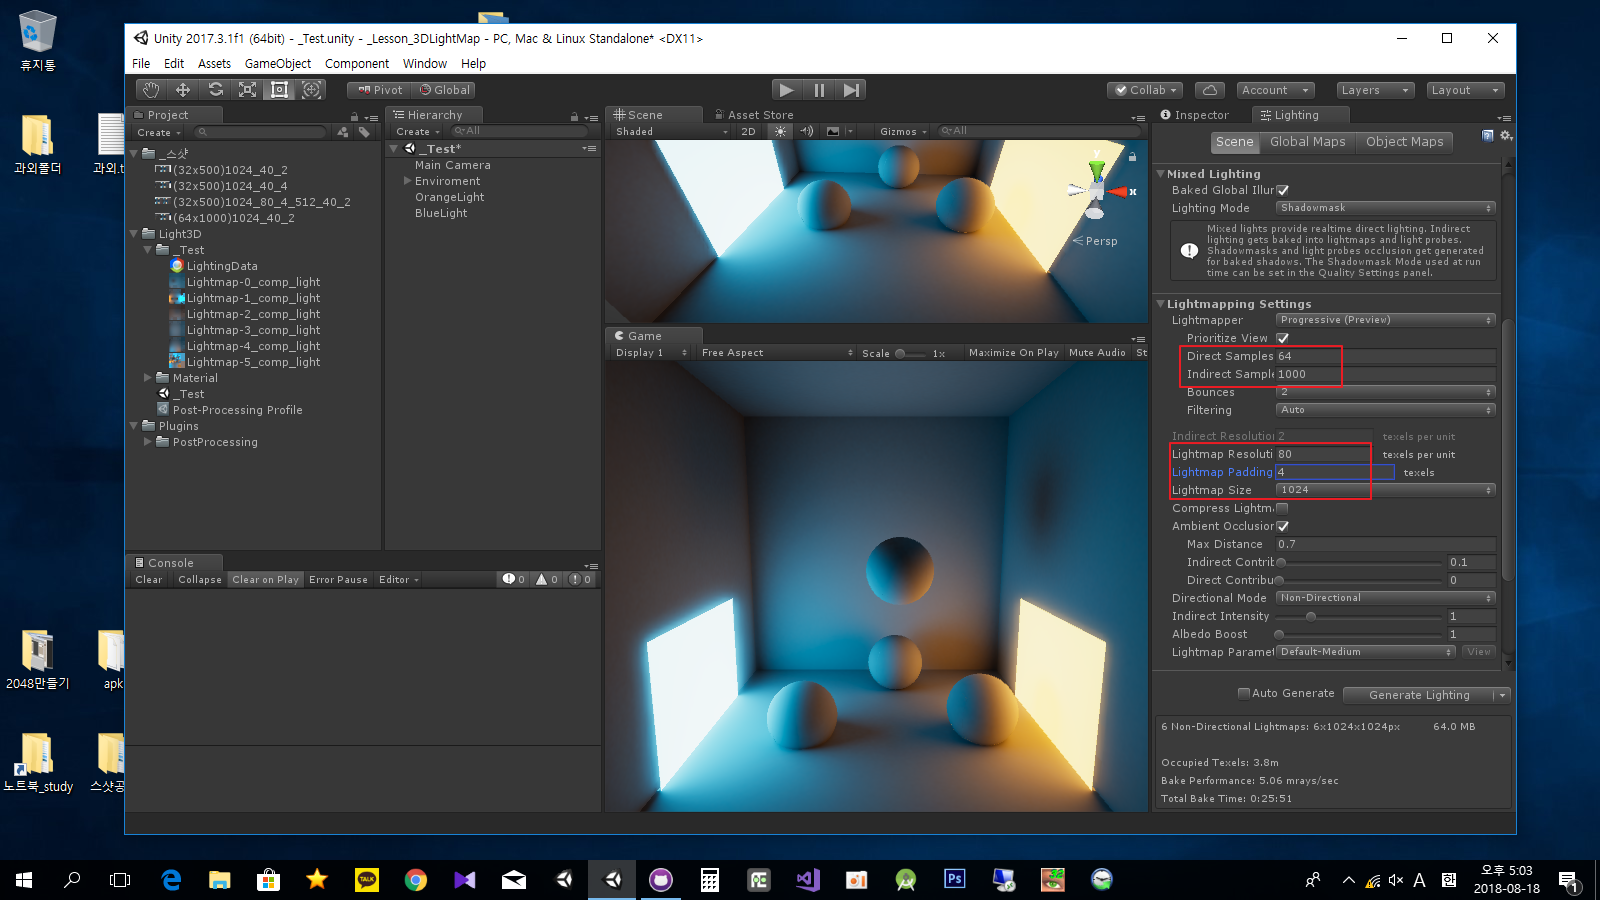 휴지통
과외폴더
과외.t
2048만들기
apk
노트북_study
스샷공
Unity 2017.3.1f1 (64bit) - _Test.unity - _Lesson_3DLightMap - PC, Mac & Linux Standalone* <DX11>
File Edit Assets GameObject Component Window Help
Pivot Global
Collab Account Layers Layout
Project
Create
_스샷
(32x500)1024_40_2
(32x500)1024_40_4
(32x500)1024_80_4_512_40_2
(64x1000)1024_40_2
Light3D
_Test
LightingData
Lightmap-0_comp_light
Lightmap-1_comp_light
Lightmap-2_comp_light
Lightmap-3_comp_light
Lightmap-4_comp_light
Lightmap-5_comp_light
Material
_Test
Post-Processing Profile
Plugins
PostProcessing
Hierarchy
Create All
_Test*
Main Camera
Enviroment
OrangeLight
BlueLight
Console
Clear Collapse Clear on Play Error Pause Editor 0 0 0
Scene Asset Store
Shaded 2D Gizmos All
y
x
Persp
Game
Display 1 Free Aspect Scale 1x Maximize On Play Mute Audio St
Inspector Lighting
Scene Global Maps Object Maps
Mixed Lighting
Baked Global Illur
Lighting Mode Shadowmask
Mixed lights provide realtime direct lighting. Indirect
lighting gets baked into lightmaps and light probes.
Shadowmasks and light probes occlusion get generated
for baked shadows. The Shadowmask Mode used at run
time can be set in the Quality Settings panel.
Lightmapping Settings
Lightmapper Progressive (Preview)
Prioritize View
Direct Samples 64
Indirect Sample 1000
Bounces 2
Filtering Auto
Indirect Resolution 2 texels per unit
Lightmap Resoluti 80 texels per unit
Lightmap Padding 4 texels
Lightmap Size 1024
Compress Lightma
Ambient Occlusion
Max Distance 0.7
Indirect Contrib 0.1
Direct Contribu 0
Directional Mode Non-Directional
Indirect Intensity 1
Albedo Boost 1
Lightmap Paramet Default-Medium View
Auto Generate Generate Lighting
6 Non-Directional Lightmaps: 6x1024x1024px 64.0 MB
Occupied Texels: 3.8m
Bake Performance: 5.06 mrays/sec
Total Bake Time: 0:25:51
TALK
Ps
A 한
오후 5:03
2018-08-18
1